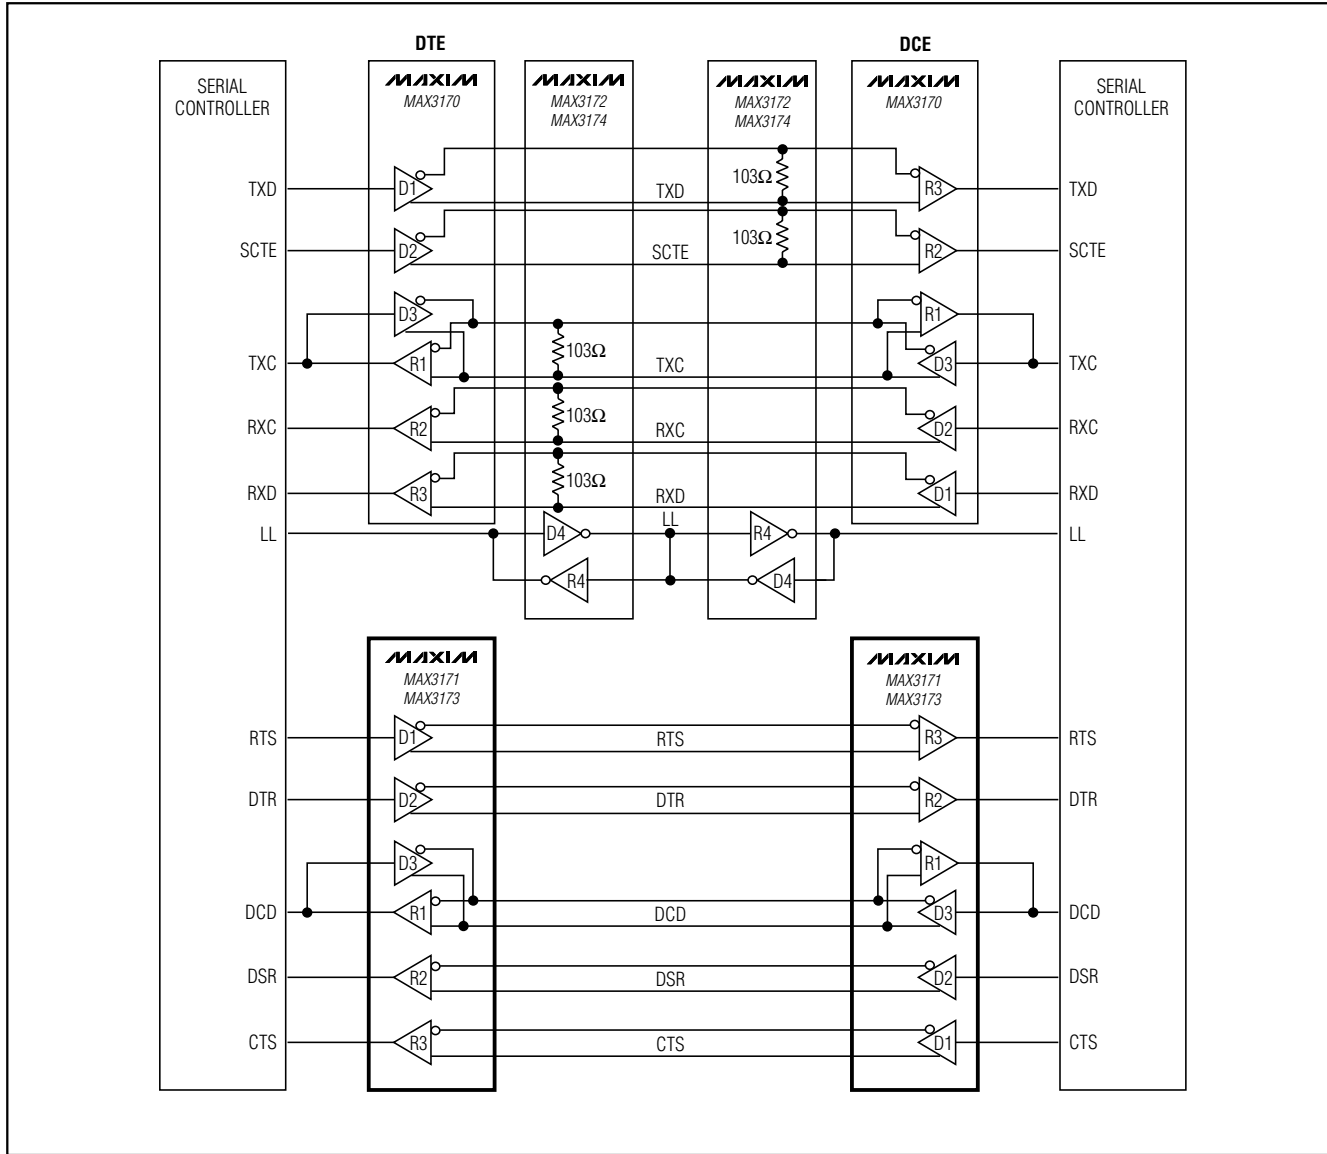 DTE
DCE
SERIAL
CONTROLLER
MAXIM
MAX3170
MAXIM
MAX3172
MAX3174
MAXIM
MAX3172
MAX3174
MAXIM
MAX3170
SERIAL
CONTROLLER
TXD
D1
TXD
103Ω
R3
TXD
SCTE
D2
SCTE
103Ω
R2
SCTE
D3
R1
TXC
R1
103Ω
TXC
D3
TXC
RXC
R2
103Ω
RXC
D2
RXC
RXD
R3
103Ω
RXD
D1
RXD
LL
D4
LL
R4
LL
R4
D4
MAXIM
MAX3171
MAX3173
MAXIM
MAX3171
MAX3173
RTS
D1
RTS
R3
RTS
DTR
D2
DTR
R2
DTR
D3
R1
DCD
R1
DCD
D3
DCD
DSR
R2
DSR
D2
DSR
CTS
R3
CTS
D1
CTS